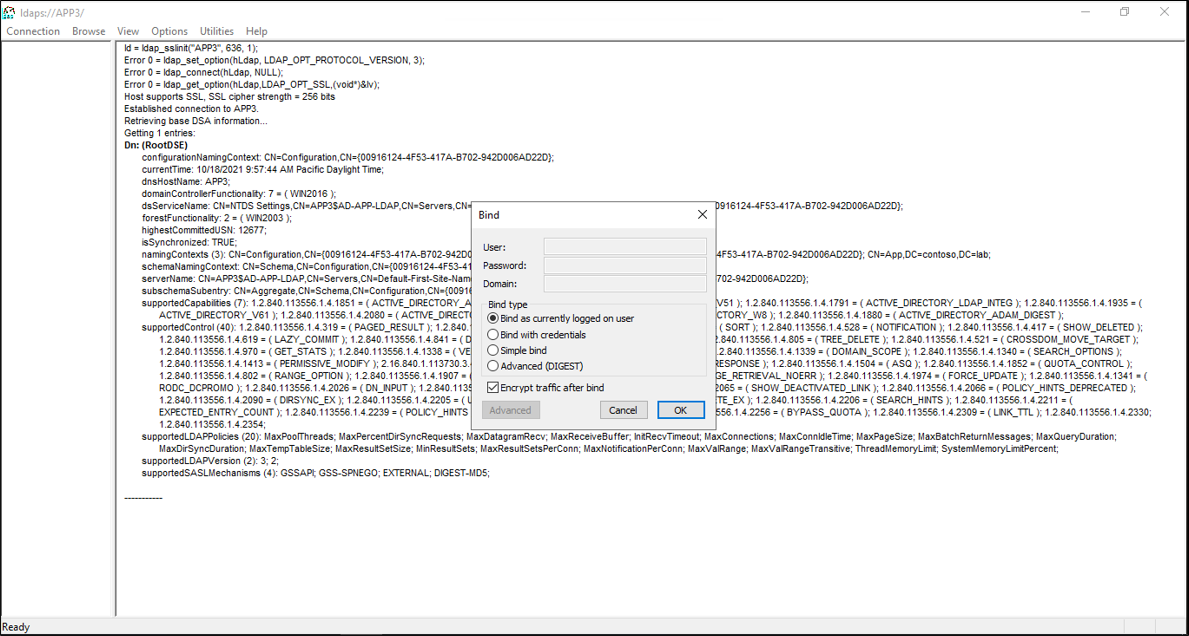 ldaps://APP3/
Connection Browse View Options Utilities Help
ld = ldap_sslinit("APP3", 636, 1);
Error 0 = ldap_set_option(hLdap, LDAP_OPT_PROTOCOL_VERSION, 3);
Error 0 = ldap_connect(hLdap, NULL);
Error 0 = ldap_get_option(hLdap,LDAP_OPT_SSL,(void*)&lv);
Host supports SSL, SSL cipher strength = 256 bits
Established connection to APP3.
Retrieving base DSA information...
Getting 1 entries:
Dn: (RootDSE)
configurationNamingContext: CN=Configuration,CN={00916124-4F53-417A-B702-942D006AD22D};
currentTime: 10/18/2021 9:57:44 AM Pacific Daylight Time;
dnsHostName: APP3;
domainControllerFunctionality: 7 = ( WIN2016 );
dsServiceName: CN=NTDS Settings,CN=APP3$AD-APP-LDAP,CN=Servers,CN= 0916124-4F53-417A-B702-942D006AD22D};
forestFunctionality: 2 = ( WIN2003 );
highestCommittedUSN: 12677;
isSynchronized: TRUE;
namingContexts (3): CN=Configuration,CN={00916124-4F53-417A-B702-942 4F53-417A-B702-942D006AD22D}; CN=App,DC=contoso,DC=lab;
schemaNamingContext: CN=Schema,CN=Configuration,CN={00916124-4F53-41
serverName: CN=APP3$AD-APP-LDAP,CN=Servers,CN=Default-First-Site-Nam 702-942D006AD22D};
subschemaSubentry: CN=Aggregate,CN=Schema,CN=Configuration,CN={00916
supportedCapabilities (7): 1.2.840.113556.1.4.1851 = ( ACTIVE_DIRECTORY_A V51 ); 1.2.840.113556.1.4.1791 = ( ACTIVE_DIRECTORY_LDAP_INTEG ); 1.2.840.113556.1.4.1935 = (
ACTIVE_DIRECTORY_V61 ); 1.2.840.113556.1.4.2080 = ( ACTIVE_DIRECT CTORY_W8 ); 1.2.840.113556.1.4.1880 = ( ACTIVE_DIRECTORY_ADAM_DIGEST );
supportedControl (40): 1.2.840.113556.1.4.319 = ( PAGED_RESULT ); 1.2.840. ( SORT ); 1.2.840.113556.1.4.528 = ( NOTIFICATION ); 1.2.840.113556.1.4.417 = ( SHOW_DELETED );
1.2.840.113556.1.4.619 = ( LAZY_COMMIT ); 1.2.840.113556.1.4.841 = ( D 1.2.840.113556.1.4.805 = ( TREE_DELETE ); 1.2.840.113556.1.4.521 = ( CROSSDOM_MOVE_TARGET );
1.2.840.113556.1.4.970 = ( GET_STATS ); 1.2.840.113556.1.4.1338 = ( VE .2.840.113556.1.4.1339 = ( DOMAIN_SCOPE ); 1.2.840.113556.1.4.1340 = ( SEARCH_OPTIONS );
1.2.840.113556.1.4.1413 = ( PERMISSIVE_MODIFY ); 2.16.840.1.113730.3. ESPONSE ); 1.2.840.113556.1.4.1504 = ( ASQ ); 1.2.840.113556.1.4.1852 = ( QUOTA_CONTROL );
1.2.840.113556.1.4.802 = ( RANGE_OPTION ); 1.2.840.113556.1.4.1907 = ( GE_RETRIEVAL_NOERR ); 1.2.840.113556.1.4.1974 = ( FORCE_UPDATE ); 1.2.840.113556.1.4.1341 = (
RODC_DCPROMO ); 1.2.840.113556.1.4.2026 = ( DN_INPUT ); 1.2.840.113 2065 = ( SHOW_DEACTIVATED_LINK ); 1.2.840.113556.1.4.2066 = ( POLICY_HINTS_DEPRECATED );
1.2.840.113556.1.4.2090 = ( DIRSYNC_EX ); 1.2.840.113556.1.4.2205 = ( U TE_EX ); 1.2.840.113556.1.4.2206 = ( SEARCH_HINTS ); 1.2.840.113556.1.4.2211 = (
EXPECTED_ENTRY_COUNT ); 1.2.840.113556.1.4.2239 = ( POLICY_HINTS 556.1.4.2256 = ( BYPASS_QUOTA ); 1.2.840.113556.1.4.2309 = ( LINK_TTL ); 1.2.840.113556.1.4.2330;
1.2.840.113556.1.4.2354;
supportedLDAPPolicies (20): MaxPoolThreads; MaxPercentDirSyncRequests; MaxDatagramRecv; MaxReceiveBuffer; InitRecvTimeout; MaxConnections; MaxConnIdleTime; MaxPageSize; MaxBatchReturnMessages; MaxQueryDuration;
MaxDirSyncDuration; MaxTempTableSize; MaxResultSetSize; MinResultSets; MaxResultSetsPerConn; MaxNotificationPerConn; MaxValRange; MaxValRangeTransitive; ThreadMemoryLimit; SystemMemoryLimitPercent;
supportedLDAPVersion (2): 3; 2;
supportedSASLMechanisms (4): GSSAPI; GSS-SPNEGO; EXTERNAL; DIGEST-MD5;
-----------
Bind
User:
Password:
Domain:
Bind type
Bind as currently logged on user
Bind with credentials
Simple bind
Advanced (DIGEST)
Encrypt traffic after bind
Advanced Cancel OK
Ready